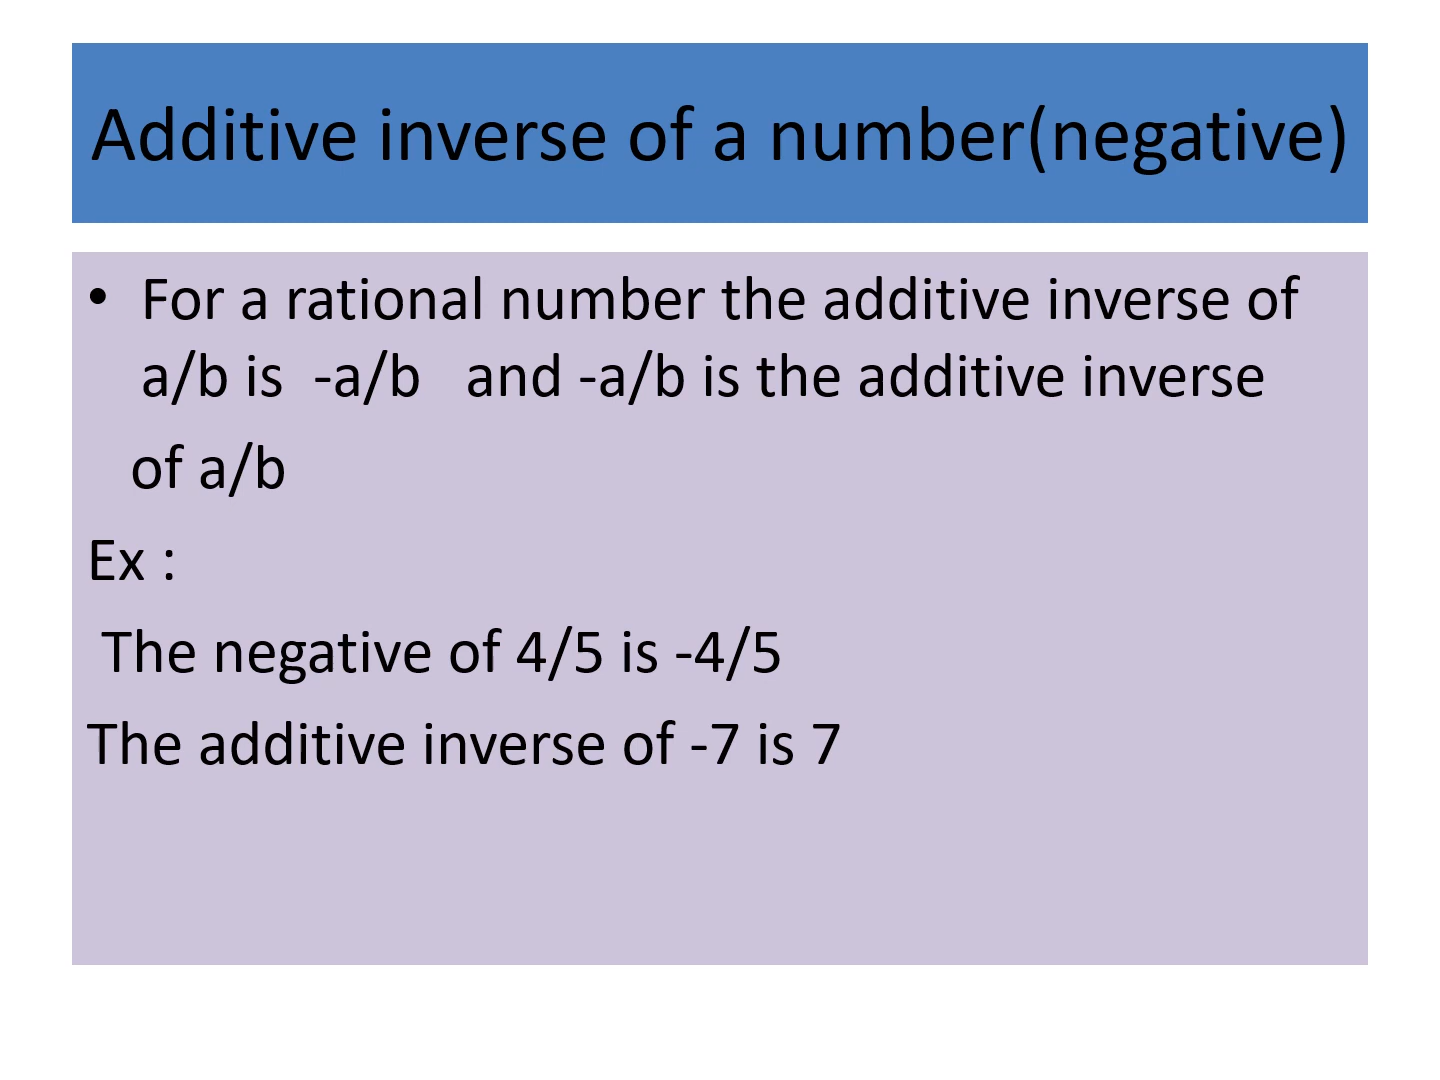 Additive inverse of a number(negative)
• For a rational number the additive inverse of
a/b is  -a/b   and -a/b is the additive inverse
of a/b
Ex :
The negative of 4/5 is -4/5
The additive inverse of -7 is 7